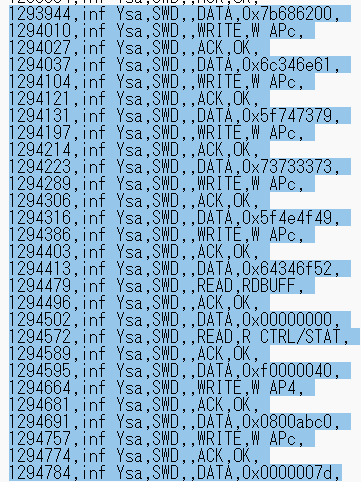 1293944,inf Ysa,SWD,,DATA,0x7b686200,
1294010,inf Ysa,SWD,,WRITE,W APc,
1294027,inf Ysa,SWD,,ACK,OK,
1294037,inf Ysa,SWD,,DATA,0x6c346e61,
1294104,inf Ysa,SWD,,WRITE,W APc,
1294121,inf Ysa,SWD,,ACK,OK,
1294131,inf Ysa,SWD,,DATA,0x5f747379,
1294197,inf Ysa,SWD,,WRITE,W APc,
1294214,inf Ysa,SWD,,ACK,OK,
1294223,inf Ysa,SWD,,DATA,0x73733373,
1294289,inf Ysa,SWD,,WRITE,W APc,
1294306,inf Ysa,SWD,,ACK,OK,
1294316,inf Ysa,SWD,,DATA,0x5f4e4f49,
1294386,inf Ysa,SWD,,WRITE,W APc,
1294403,inf Ysa,SWD,,ACK,OK,
1294413,inf Ysa,SWD,,DATA,0x64346f52,
1294479,inf Ysa,SWD,,READ,RDBUFF,
1294496,inf Ysa,SWD,,ACK,OK,
1294502,inf Ysa,SWD,,DATA,0x00000000,
1294572,inf Ysa,SWD,,READ,R CTRL/STAT,
1294589,inf Ysa,SWD,,ACK,OK,
1294595,inf Ysa,SWD,,DATA,0xf0000040,
1294664,inf Ysa,SWD,,WRITE,W AP4,
1294681,inf Ysa,SWD,,ACK,OK,
1294691,inf Ysa,SWD,,DATA,0x0800abc0,
1294757,inf Ysa,SWD,,WRITE,W APc,
1294774,inf Ysa,SWD,,ACK,OK,
1294784,inf Ysa,SWD,,DATA,0x0000007d,